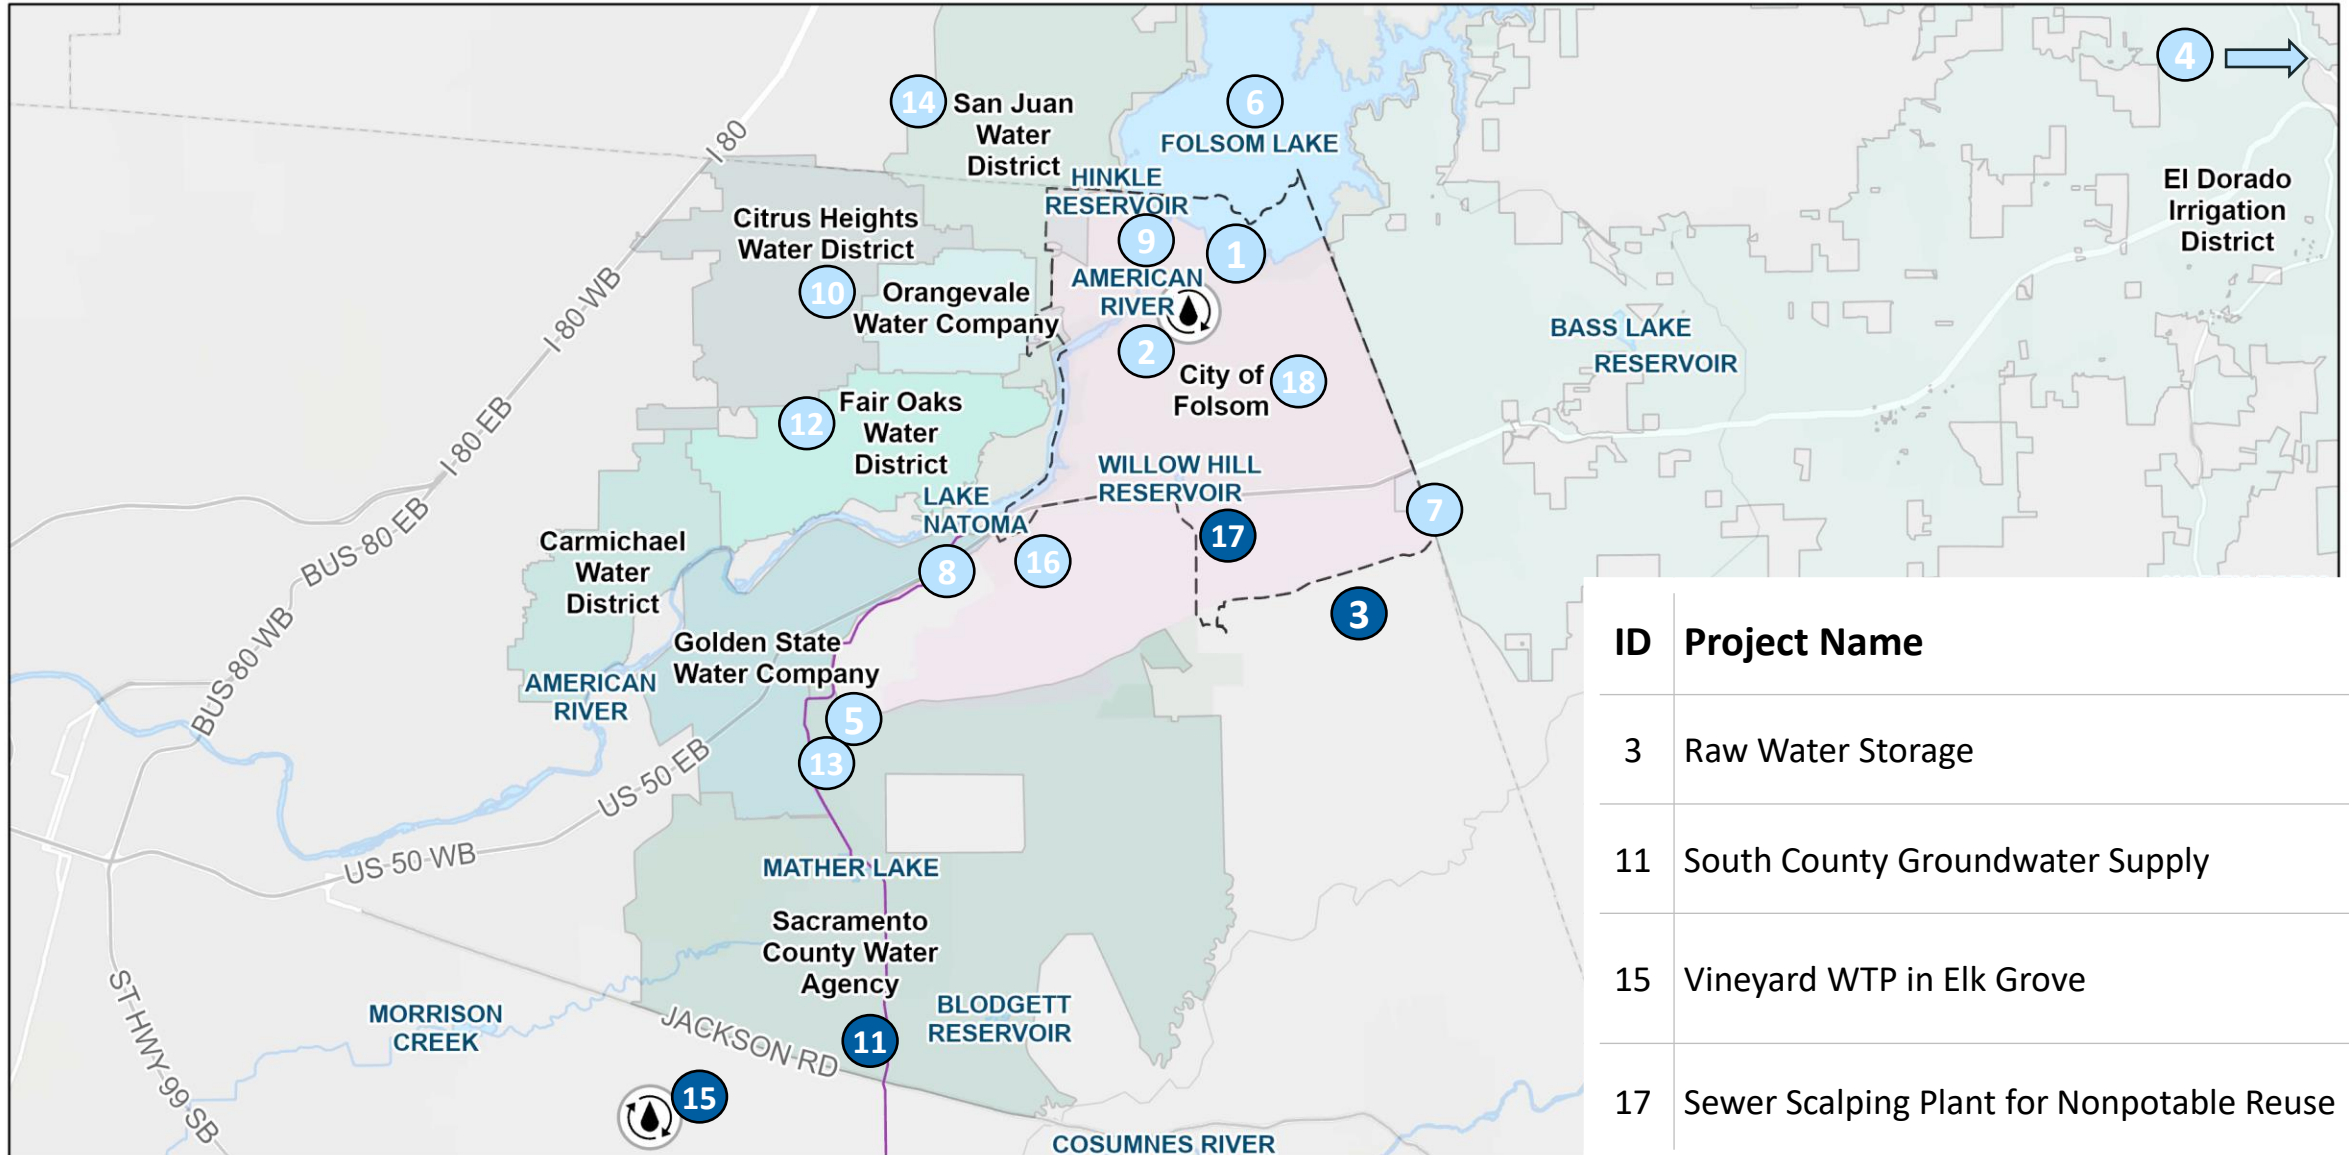 4
14
San Juan
Water
District
6
FOLSOM LAKE
I 80
HINKLE
RESERVOIR
El Dorado
Irrigation
District
Citrus Heights
Water District
9
1
10
Orangevale
Water Company
AMERICAN
RIVER
I-80-WB
2
City of
Folsom
18
BASS LAKE
RESERVOIR
12
Fair Oaks
Water
District
I-80-EB
WILLOW HILL
RESERVOIR
LAKE
NATOMA
7
17
BUS-80-EB
Carmichael
Water
District
8
16
3
BUS-80-WB
Golden State
Water Company
AMERICAN
RIVER
5
13
US-50-EB
US-50-WB
MATHER LAKE
Sacramento
County Water
Agency
MORRISON
CREEK
BLODGETT
RESERVOIR
JACKSON-RD
11
ST-HWY-99-SB
15
COSUMNES RIVER
ID Project Name
3 Raw Water Storage
11 South County Groundwater Supply
15 Vineyard WTP in Elk Grove
17 Sewer Scalping Plant for Nonpotable Reuse